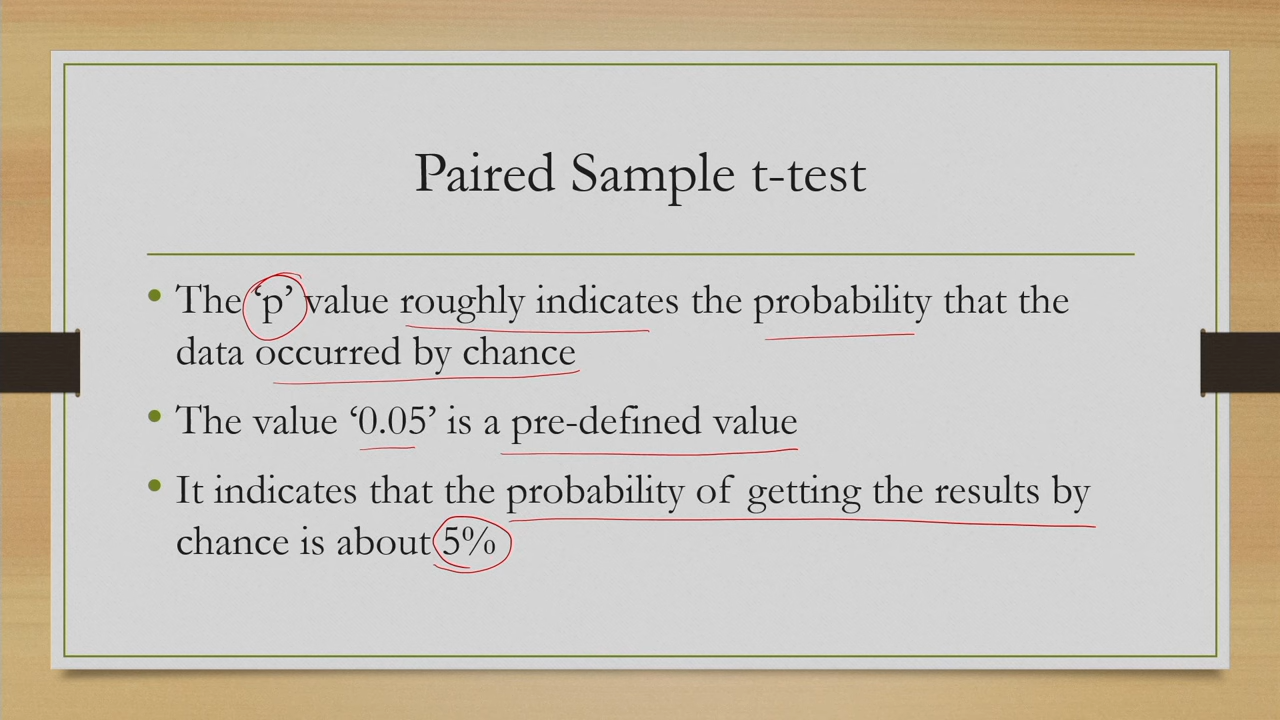 Paired Sample t-test
• The ‘p’ value roughly indicates the probability that the
data occurred by chance
• The value ‘0.05’ is a pre-defined value
• It indicates that the probability of getting the results by
chance is about 5%